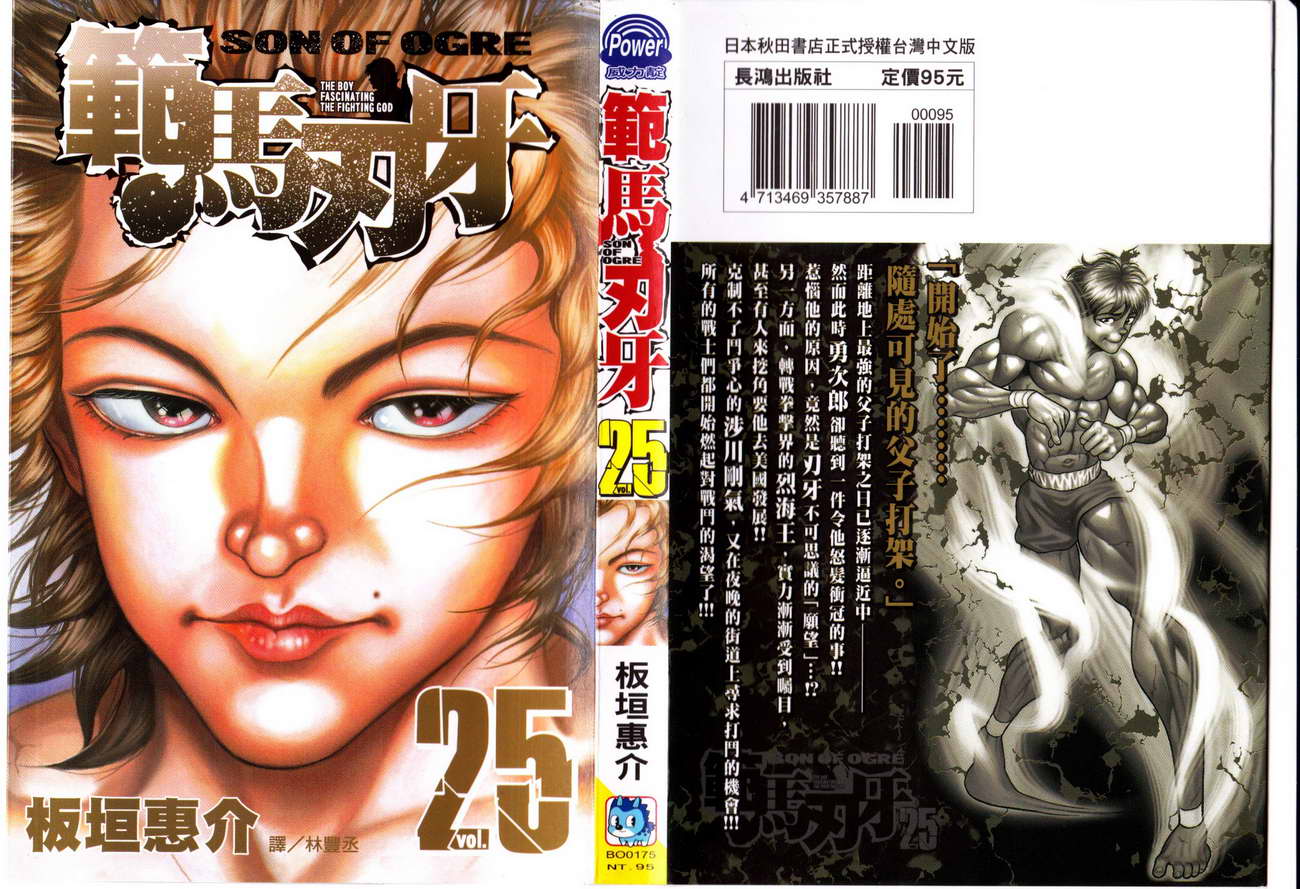 SON OF OGRE
範馬刃牙
THE BOY
FASCINATING
THE FIGHTING GOD
25
vol.
板垣惠介
譯／林豐丞
Power
威力誌
範馬刃牙
SON
OF
OGRE
25
vol.
板垣惠介
BO0175
NT. 95
日本秋田書店正式授權台灣中文版
長鴻出版社 定價95元
00095
4 713469 357887
「開始了…………
隨處可見的父子打架。」
距離地上最強的父子打架之日已逐漸逼近中────
然而此時勇次郎卻聽到一件令他怒髮衝冠的事!!
惹惱他的原因，竟然是刃牙不可思議的「願望」…!?
另一方面，轉戰拳擊界的烈海王，實力漸漸受到矚目，
甚至有人來挖角要他去美國發展!!
克制不了鬥爭心的涉川剛氣，又在夜晚的街道上尋求打鬥的機會!!!
所有的戰士們都開始燃起對戰鬥的渴望了!!!
SON OF OGRE
範馬刃牙
25